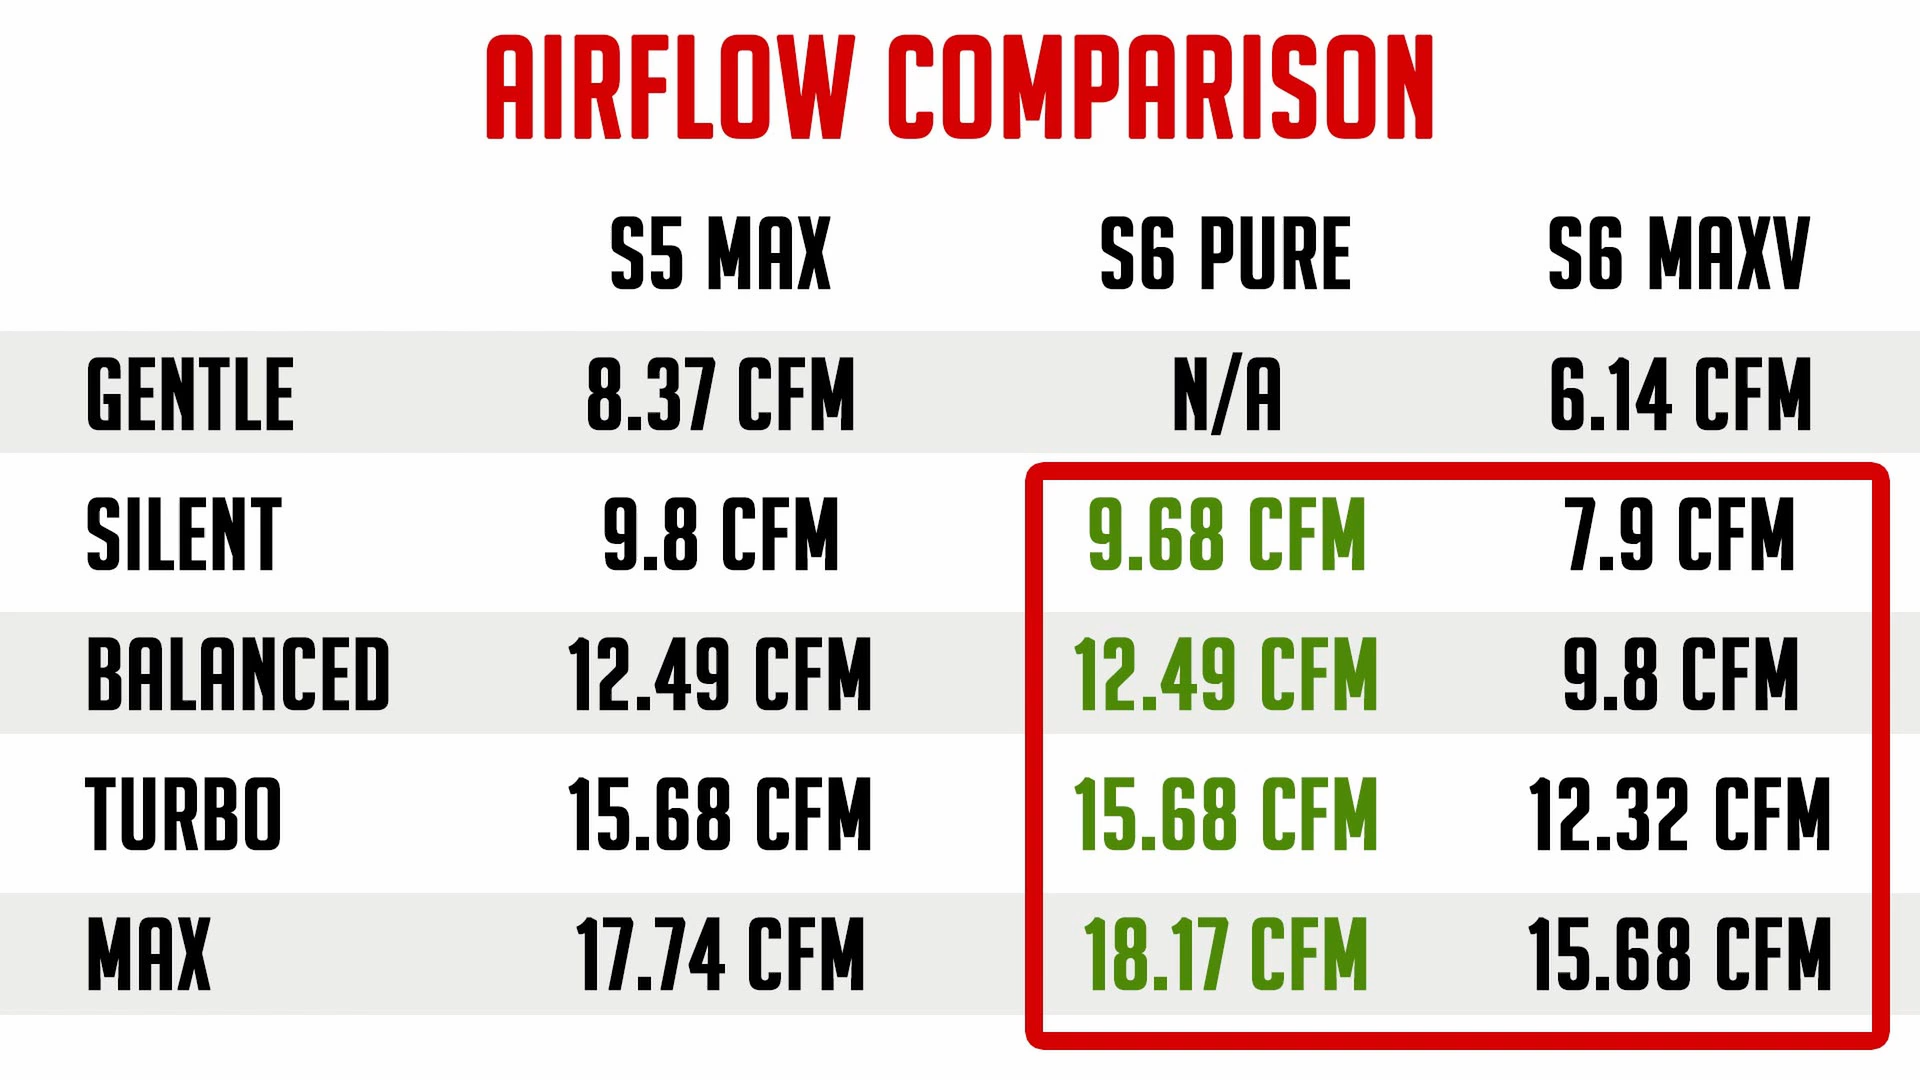 AIRFLOW COMPARISON
S5 MAX S6 PURE S6 MAXV
GENTLE 8.37 CFM N/A 6.14 CFM
SILENT 9.8 CFM 9.68 CFM 7.9 CFM
BALANCED 12.49 CFM 12.49 CFM 9.8 CFM
TURBO 15.68 CFM 15.68 CFM 12.32 CFM
MAX 17.74 CFM 18.17 CFM 15.68 CFM